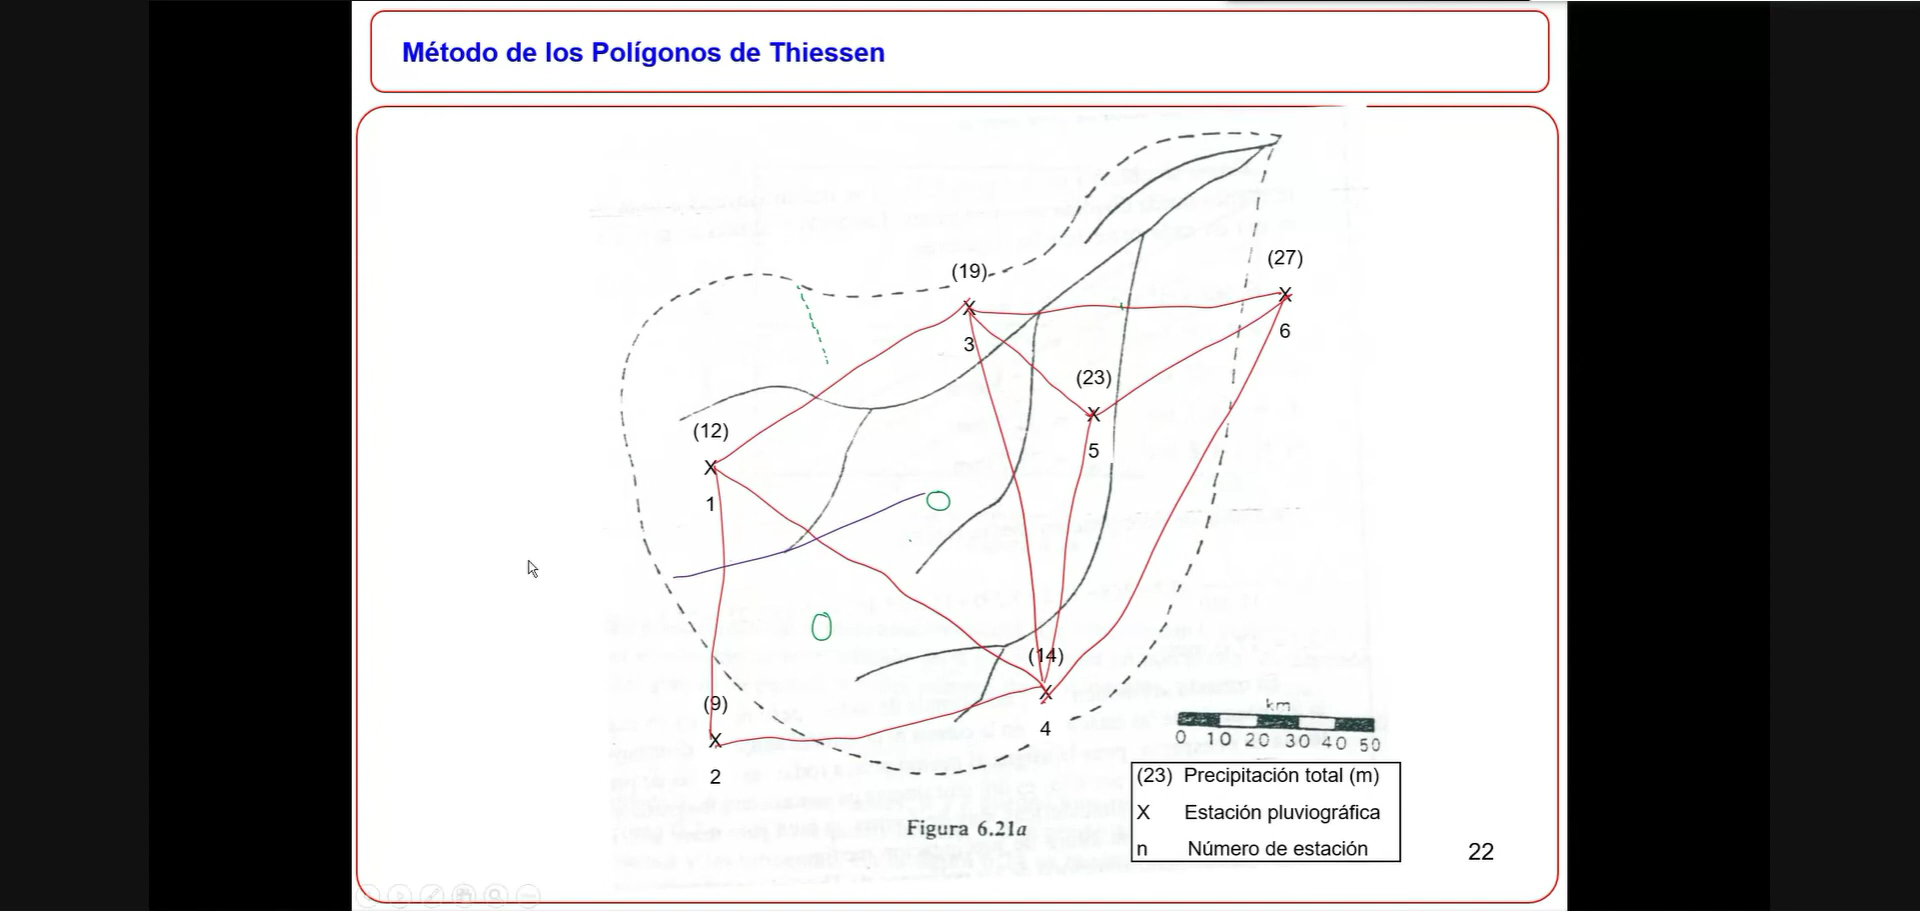 Método de los Polígonos de Thiessen
(27)
(19)
6
3
(23)
(12)
5
1
(14)
(9)
4
2
km
0 10 20 30 40 50
(23) Precipitación total (m)
X Estación pluviográfica
n Número de estación
Figura 6.21a
22